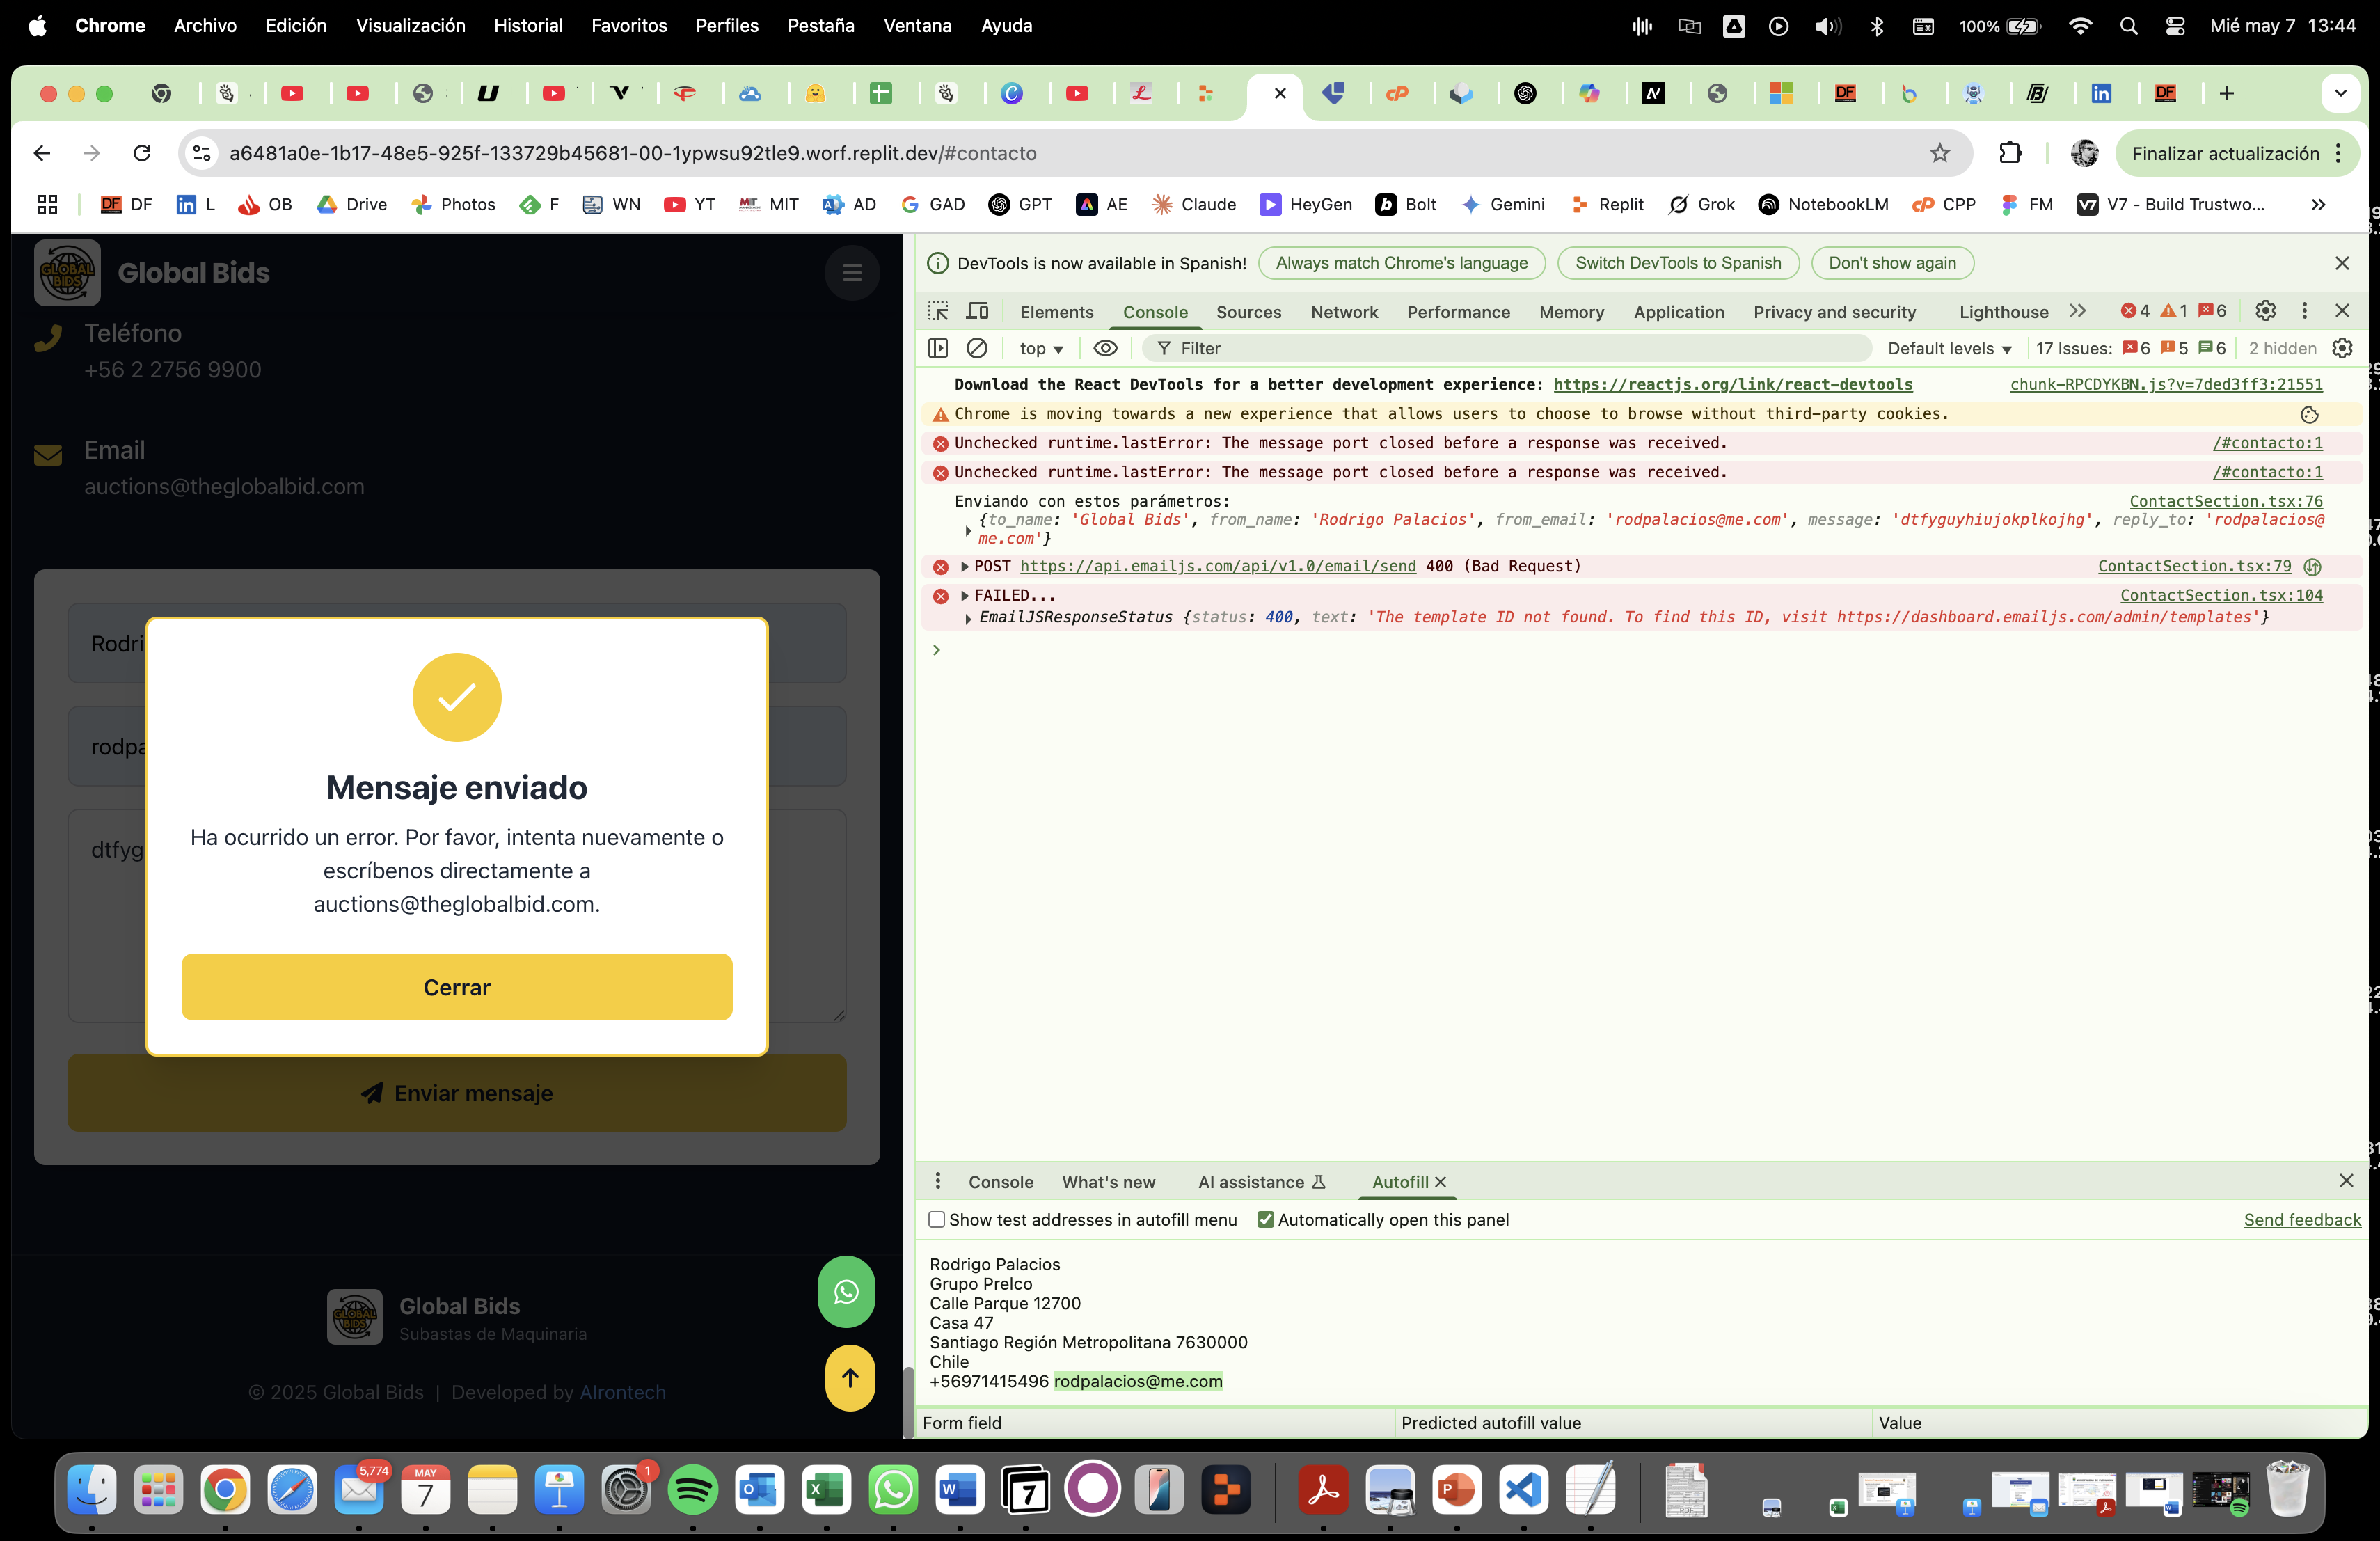 Chrome Archivo Edición Visualización Historial Favoritos Perfiles Pestaña Ventana Ayuda 100% Mié may 7 13:44
a6481a0e-1b17-48e5-925f-133729b45681-00-1ypwsu92tle9.worf.replit.dev/#contacto Finalizar actualización
DF L OB Drive Photos F WN YT MIT AD GAD GPT AE Claude HeyGen Bolt Gemini Replit Grok NotebookLM CPP FM V7 - Build Trustwo...
GLOBAL BIDS
Global Bids
Teléfono
+56 2 2756 9900
Email
auctions@theglobalbid.com
Rodri
rodpa
dtfyg
Mensaje enviado
Ha ocurrido un error. Por favor, intenta nuevamente o
escríbenos directamente a
auctions@theglobalbid.com.
Cerrar
Enviar mensaje
GLOBAL BIDS
Global Bids
Subastas de Maquinaria
© 2025 Global Bids | Developed by AIrontech
DevTools is now available in Spanish! Always match Chrome's language Switch DevTools to Spanish Don't show again
Elements Console Sources Network Performance Memory Application Privacy and security Lighthouse 4 1 6
top Filter Default levels 17 Issues: 6 5 6 2 hidden
Download the React DevTools for a better development experience: https://reactjs.org/link/react-devtools chunk-RPCDYKBN.js?v=7ded3ff3:21551
Chrome is moving towards a new experience that allows users to choose to browse without third-party cookies.
Unchecked runtime.lastError: The message port closed before a response was received. /#contacto:1
Unchecked runtime.lastError: The message port closed before a response was received. /#contacto:1
Enviando con estos parámetros: ContactSection.tsx:76
{to_name: 'Global Bids', from_name: 'Rodrigo Palacios', from_email: 'rodpalacios@me.com', message: 'dtfyguyhiujokplkojhg', reply_to: 'rodpalacios@
me.com'}
POST https://api.emailjs.com/api/v1.0/email/send 400 (Bad Request) ContactSection.tsx:79
FAILED... ContactSection.tsx:104
EmailJSResponseStatus {status: 400, text: 'The template ID not found. To find this ID, visit https://dashboard.emailjs.com/admin/templates'}
Console What's new AI assistance Autofill
Show test addresses in autofill menu Automatically open this panel Send feedback
Rodrigo Palacios
Grupo Prelco
Calle Parque 12700
Casa 47
Santiago Región Metropolitana 7630000
Chile
+56971415496 rodpalacios@me.com
Form field Predicted autofill value Value
5,774 MAY 7 1 7